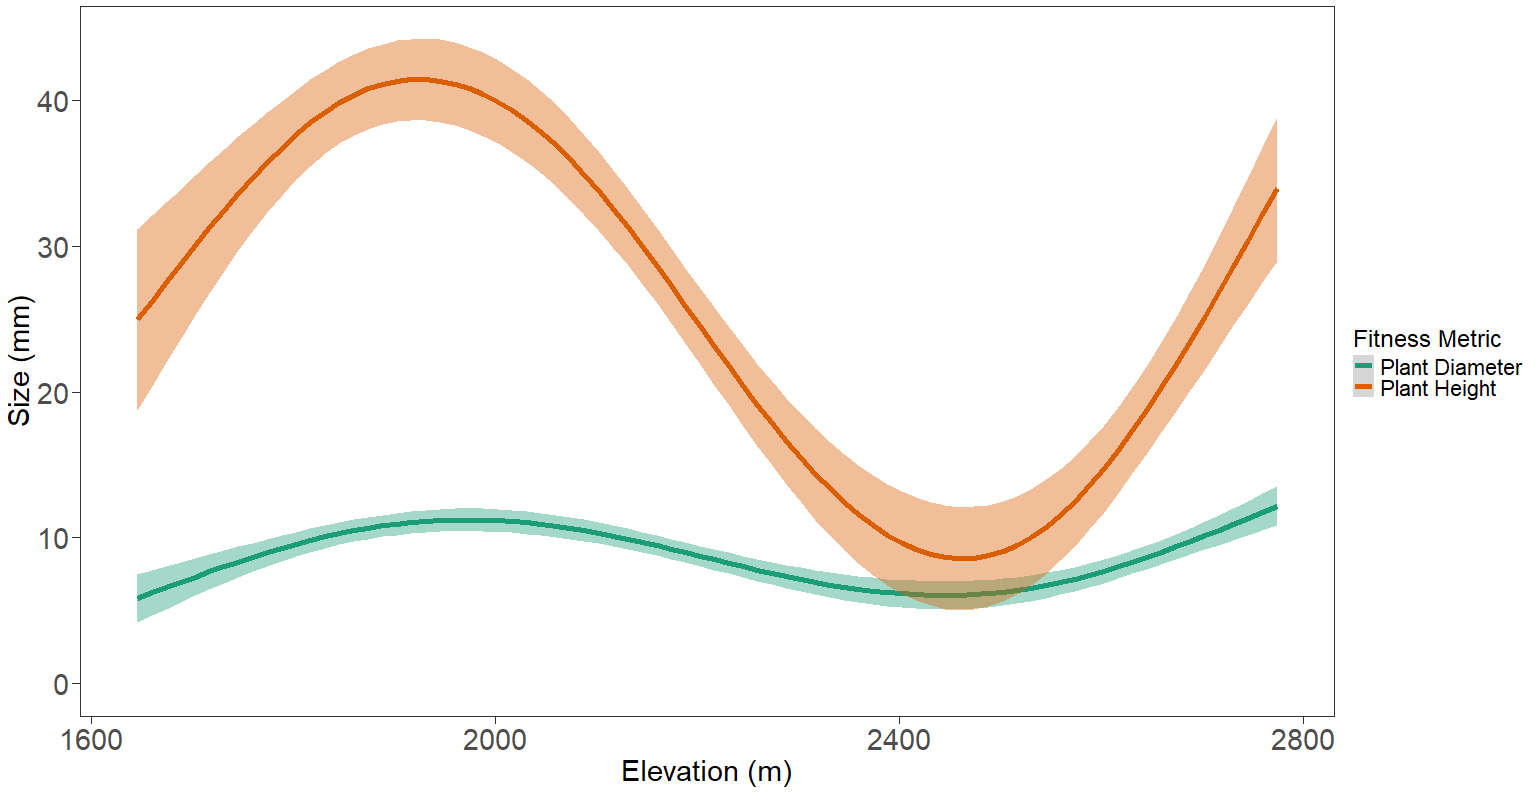 40
30
20
10
0
Size (mm)
1600
2000
2400
2800
Elevation (m)
Fitness Metric
Plant Diameter
Plant Height